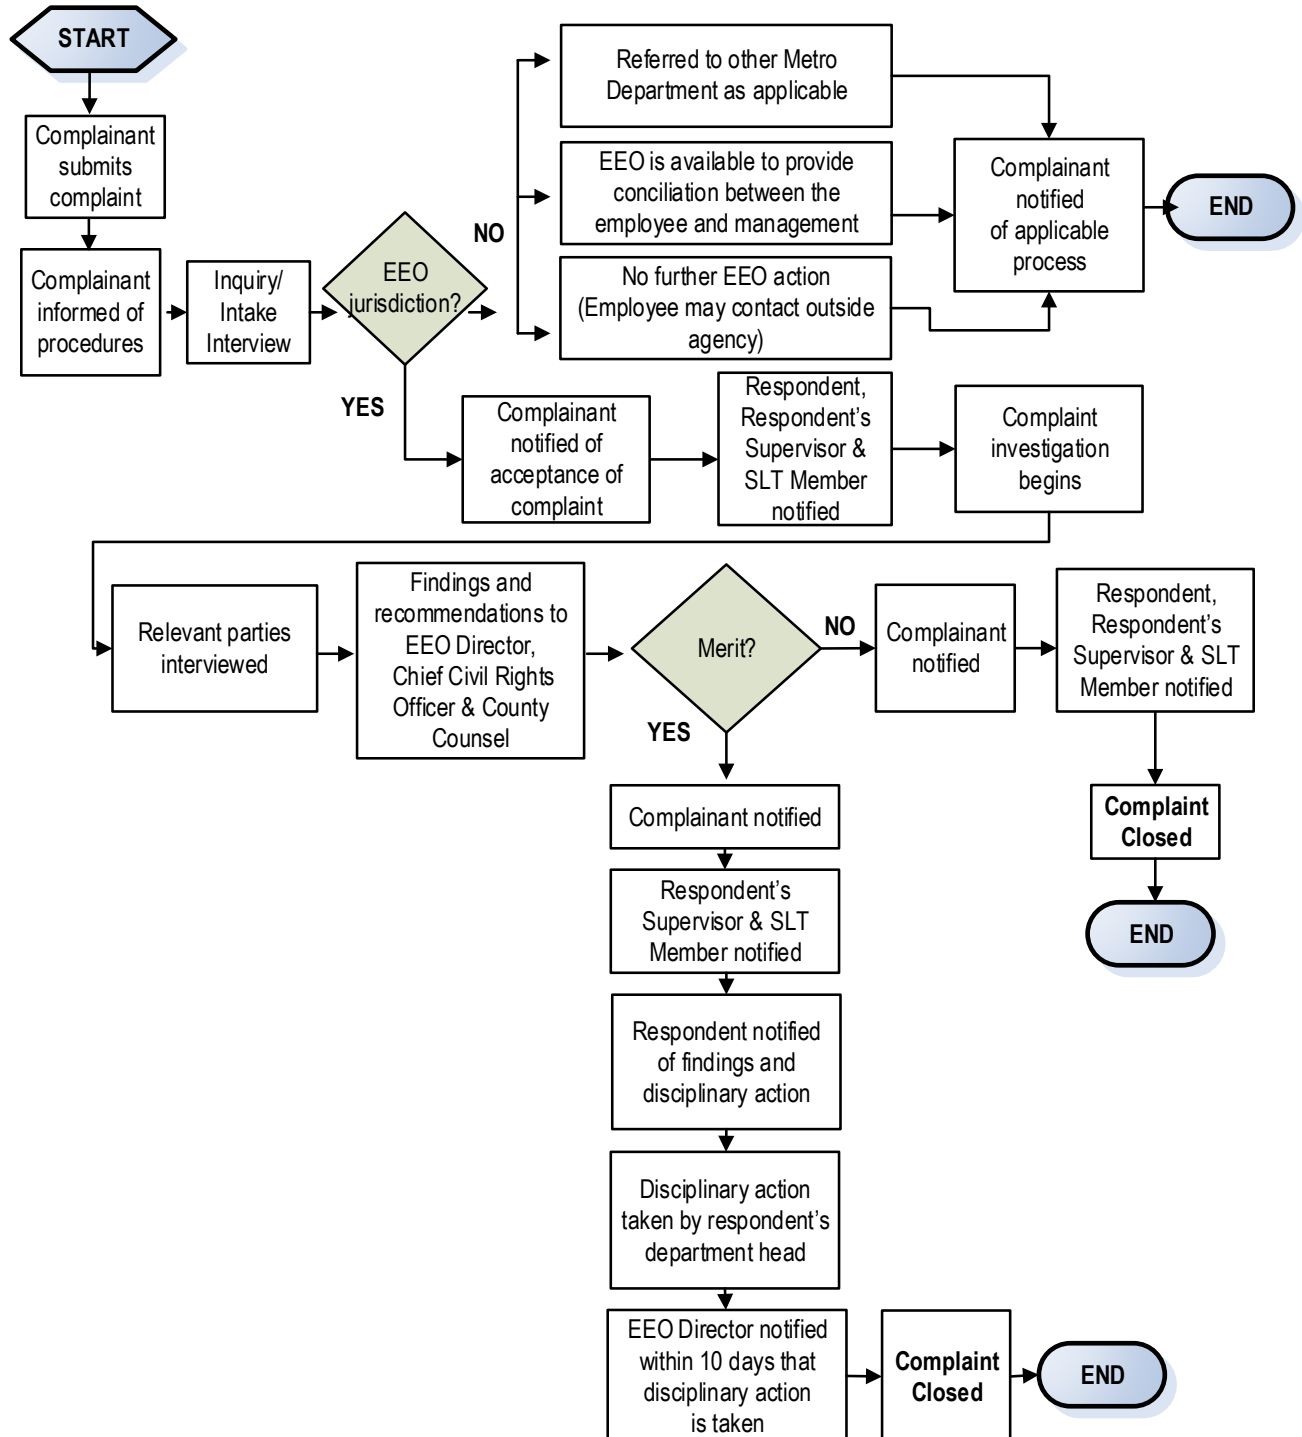 START
Complainant
submits
complaint
Complainant
informed of
procedures
Inquiry/
Intake
Interview
EEO
jurisdiction?
NO
Referred to other Metro
Department as applicable
EEO is available to provide
conciliation between the
employee and management
No further EEO action
(Employee may contact outside
agency)
Complainant
notified
of applicable
process
END
YES
Complainant
notified of
acceptance of
complaint
Respondent,
Respondent’s
Supervisor &
SLT Member
notified
Complaint
investigation
begins
Relevant parties
interviewed
Findings and
recommendations to
EEO Director,
Chief Civil Rights
Officer & County
Counsel
Merit?
NO
Complainant
notified
Respondent,
Respondent’s
Supervisor & SLT
Member notified
Complaint
Closed
END
YES
Complainant notified
Respondent’s
Supervisor & SLT
Member notified
Respondent notified
of findings and
disciplinary action
Disciplinary action
taken by respondent’s
department head
EEO Director notified
within 10 days that
disciplinary action
is taken
Complaint
Closed
END